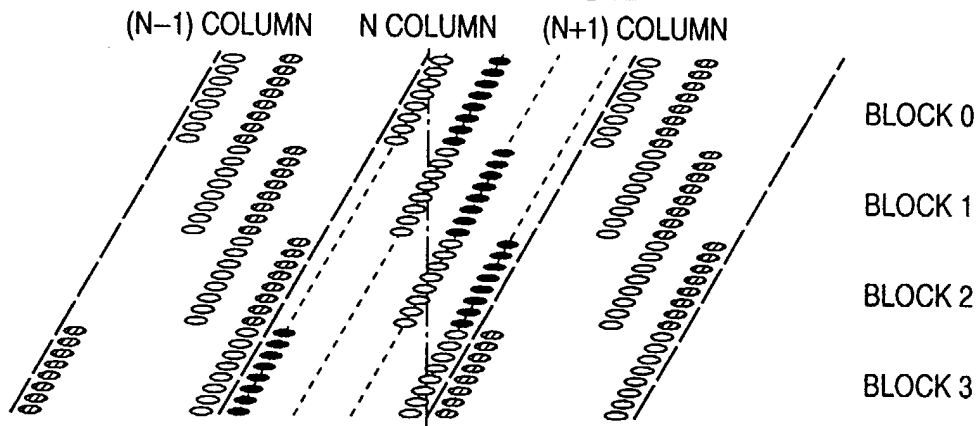 (N−1) COLUMN N COLUMN (N+1) COLUMN
BLOCK 0
BLOCK 1
BLOCK 2
BLOCK 3